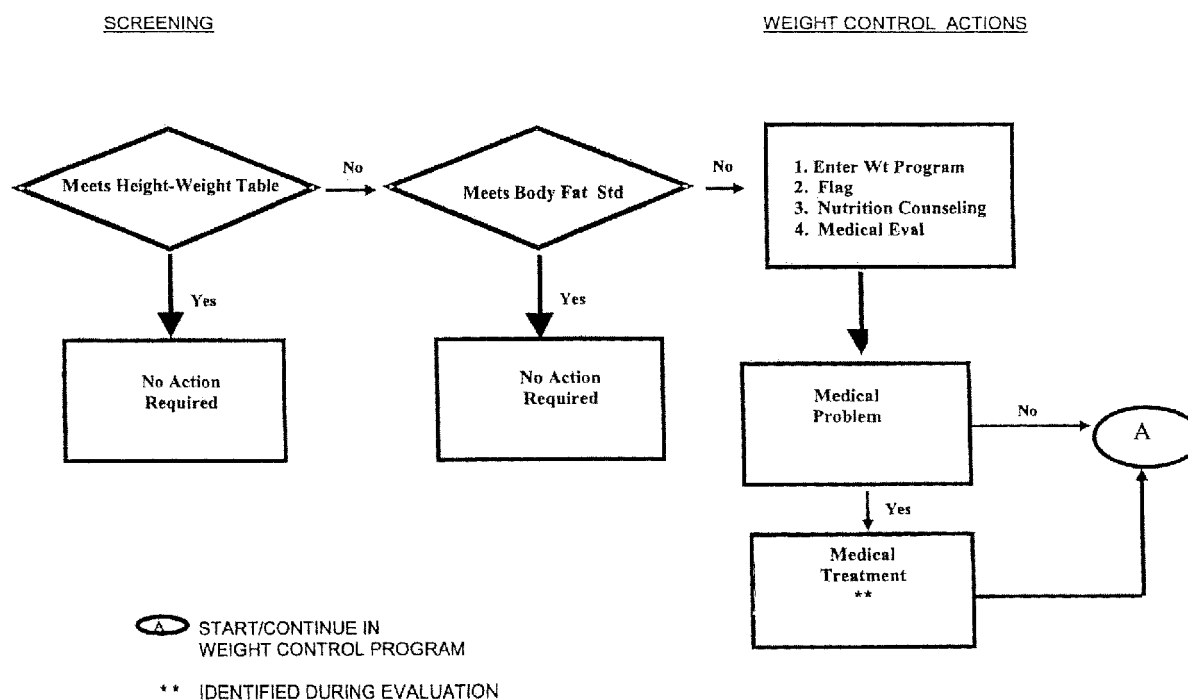 SCREENING
WEIGHT CONTROL ACTIONS
Meets Height-Weight Table
No
Meets Body Fat Std
No
1. Enter Wt Program
2. Flag
3. Nutrition Counseling
4. Medical Eval
Yes
Yes
No Action
Required
No Action
Required
Medical
Problem
No
A
Yes
Medical
Treatment
**
A START/CONTINUE IN
WEIGHT CONTROL PROGRAM
** IDENTIFIED DURING EVALUATION